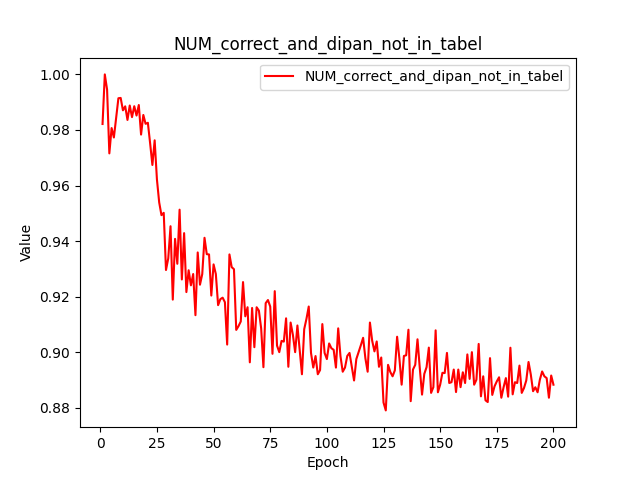 NUM_correct_and_dipan_not_in_tabel
NUM_correct_and_dipan_not_in_tabel
1.00
0.98
0.96
0.94
0.92
0.90
0.88
Value
0 25 50 75 100 125 150 175 200
Epoch